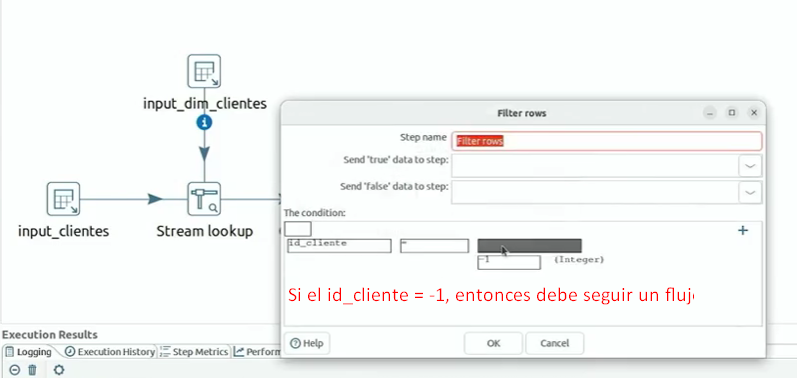 input_dim_clientes
input_clientes
Stream lookup
Filter rows
Step name
Filter rows
Send 'true' data to step:
Send 'false' data to step:
The condition:
id_cliente = 
-1 (Integer)
Si el id_cliente = -1, entonces debe seguir un flujo
Help
OK
Cancel
Execution Results
Logging
Execution History
Step Metrics
Perform